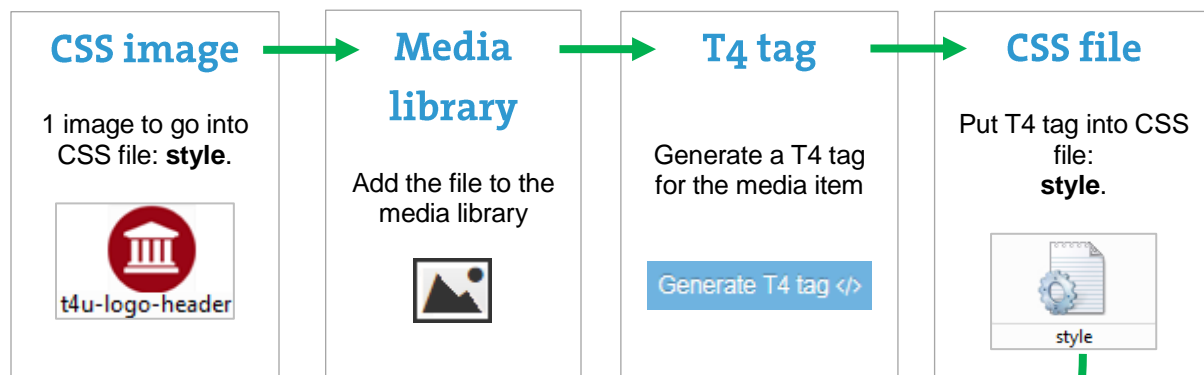 CSS image
1 image to go into
CSS file: style.
t4u-logo-header
Media
library
Add the file to the
media library
T4 tag
Generate a T4 tag
for the media item
Generate T4 tag </>
CSS file
Put T4 tag into CSS
file:
style.
style